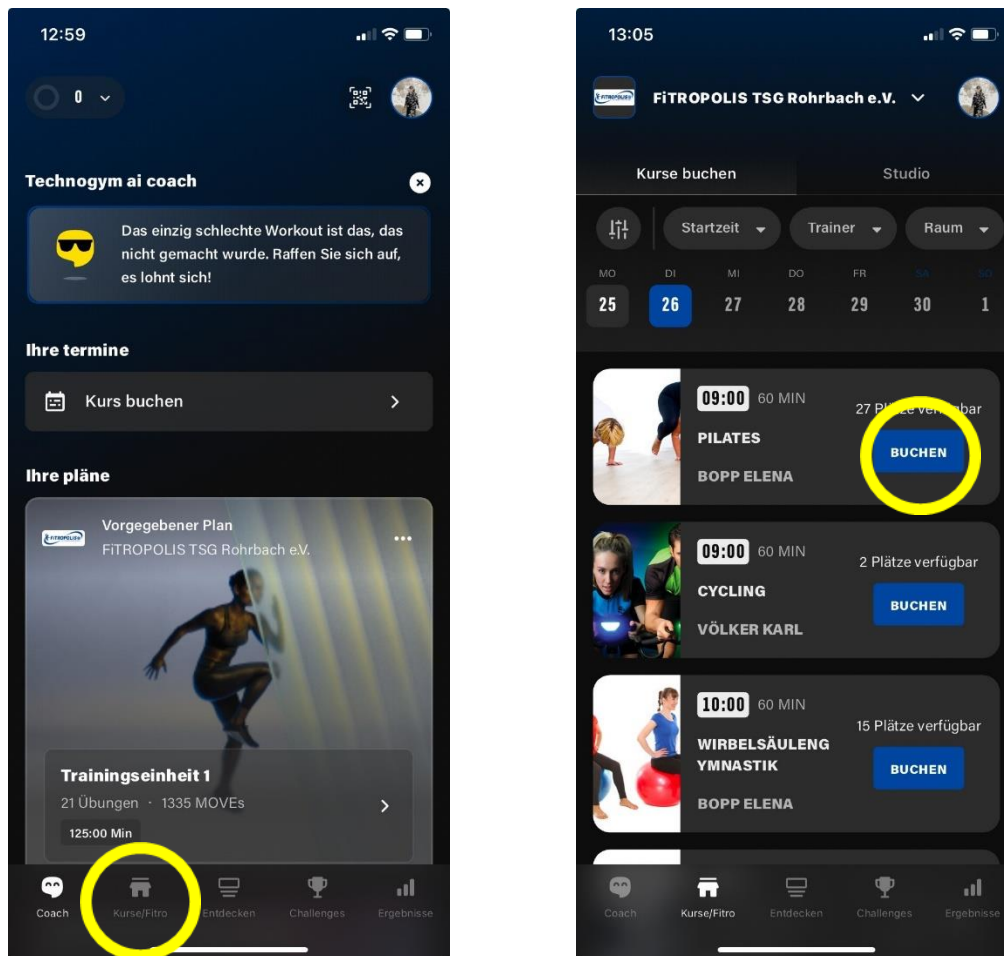 12:59
0
Technogym ai coach
Das einzig schlechte Workout ist das, das
nicht gemacht wurde. Raffen Sie sich auf,
es lohnt sich!
Ihre termine
Kurs buchen
Ihre pläne
FiTROPOLIS
Vorgegebener Plan
FiTROPOLIS TSG Rohrbach e.V.
Trainingseinheit 1
21 Übungen · 1335 MOVEs
125:00 Min
Coach Kurse/Fitro Entdecken Challenges Ergebnisse
13:05
FiTROPOLIS
FiTROPOLIS TSG Rohrbach e.V.
Kurse buchen Studio
Startzeit Trainer Raum
MO DI MI DO FR SA SO
25 26 27 28 29 30 1
09:00 60 MIN
27 Plätze verfügbar
PILATES
BUCHEN
BOPP ELENA
09:00 60 MIN
2 Plätze verfügbar
CYCLING
BUCHEN
VÖLKER KARL
10:00 60 MIN
15 Plätze verfügbar
WIRBELSÄULENG
YMNASTIK
BUCHEN
BOPP ELENA
Coach Kurse/Fitro Entdecken Challenges Ergebnisse